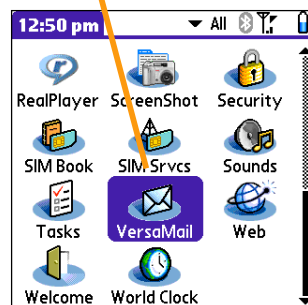 12:50 pm All
RealPlayer ScreenShot Security
SIM Book SIM Srvcs Sounds
Tasks VersaMail Web
Welcome World Clock